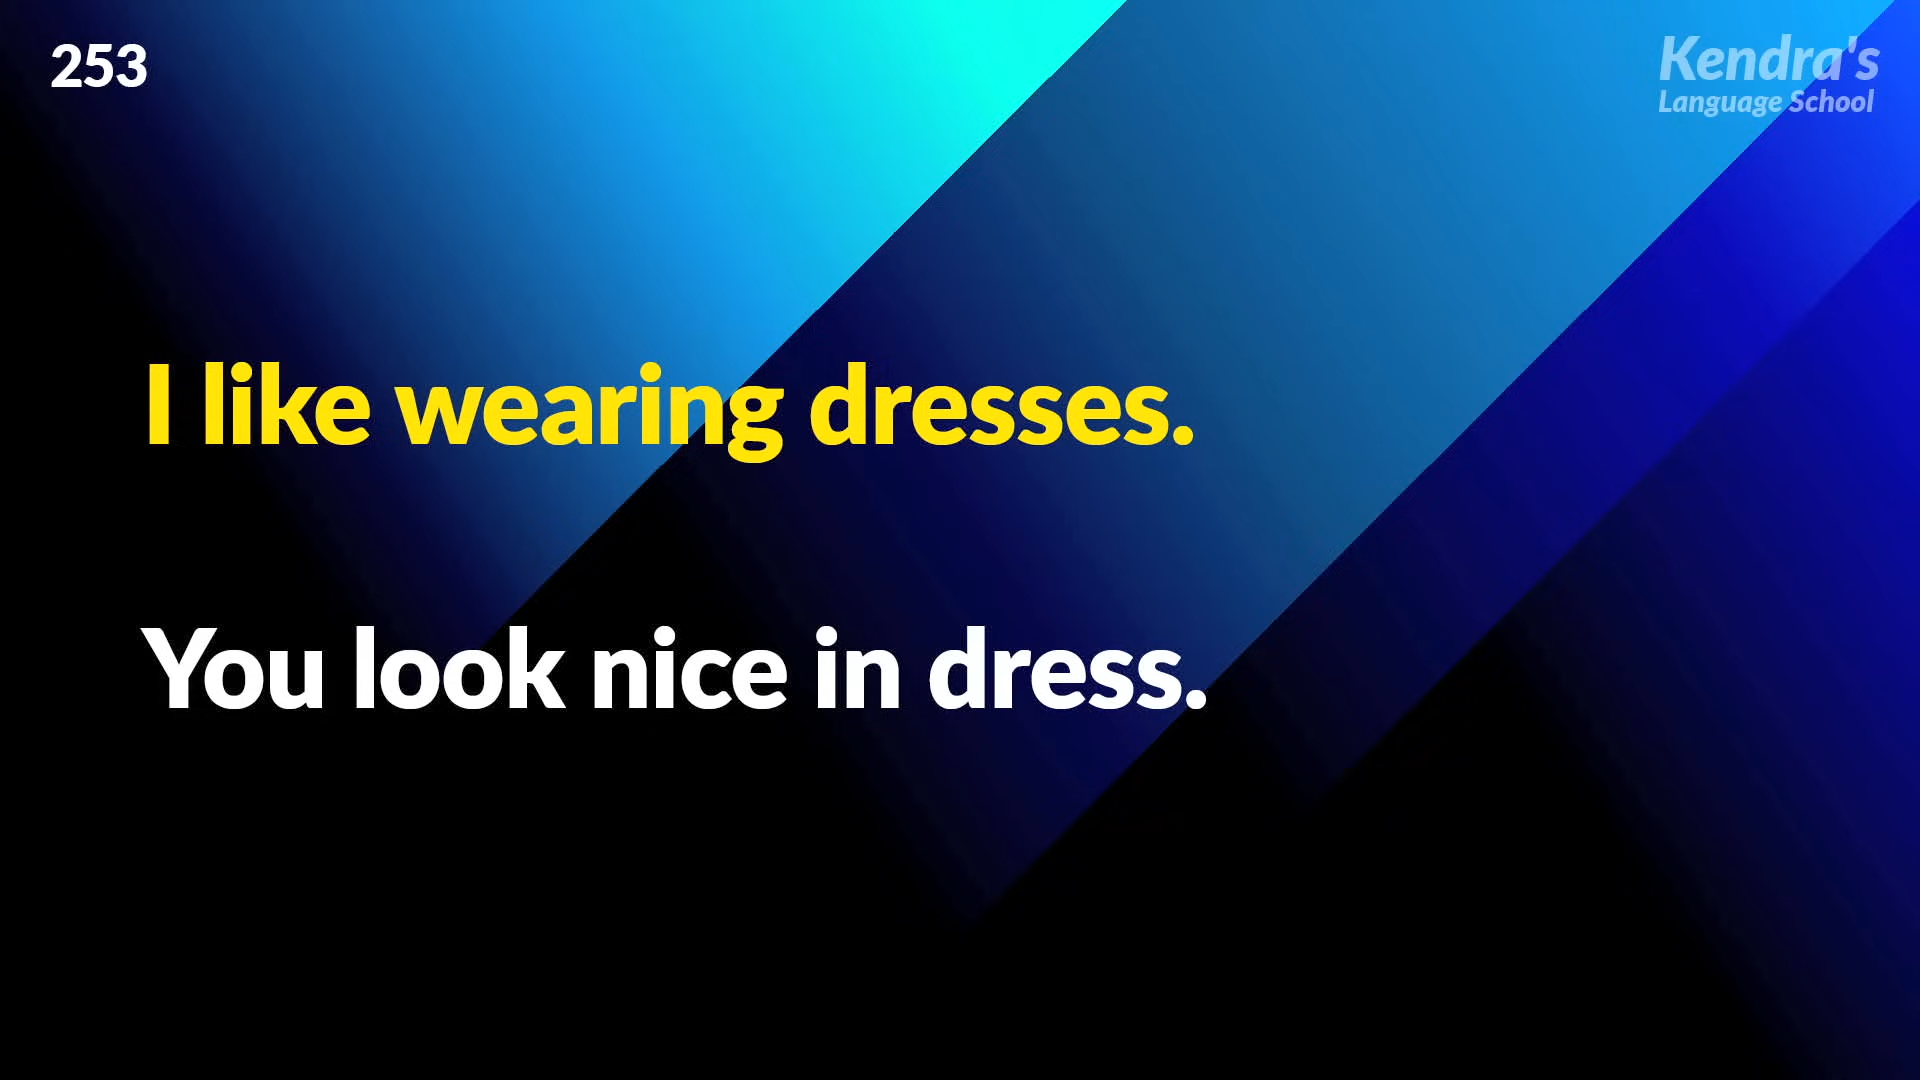 253
Kendra's
Language School
I like wearing dresses.
You look nice in dress.